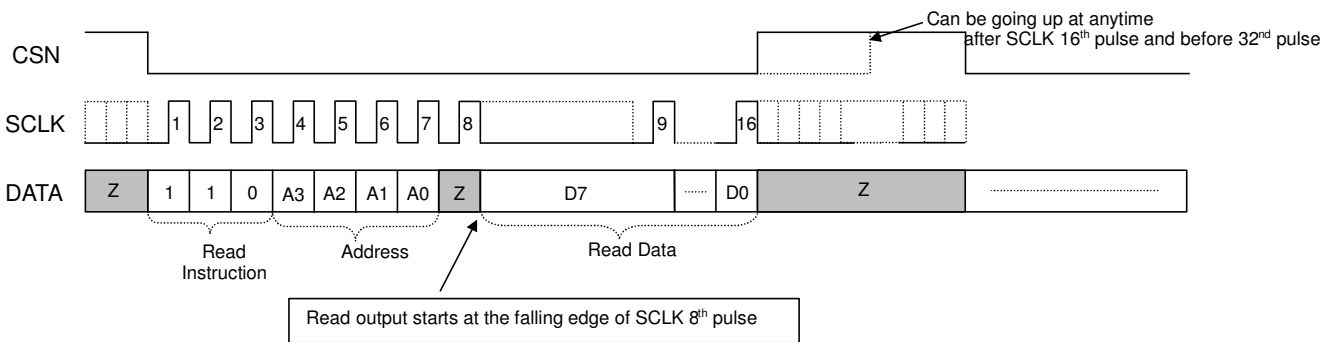 Can be going up at anytime
after SCLK 16th pulse and before 32nd pulse
CSN
SCLK
1 2 3 4 5 6 7 8 9 16
DATA
Z 1 1 0 A3 A2 A1 A0 Z D7 ...... D0 Z
Read
Instruction
Address
Read Data
Read output starts at the falling edge of SCLK 8th pulse